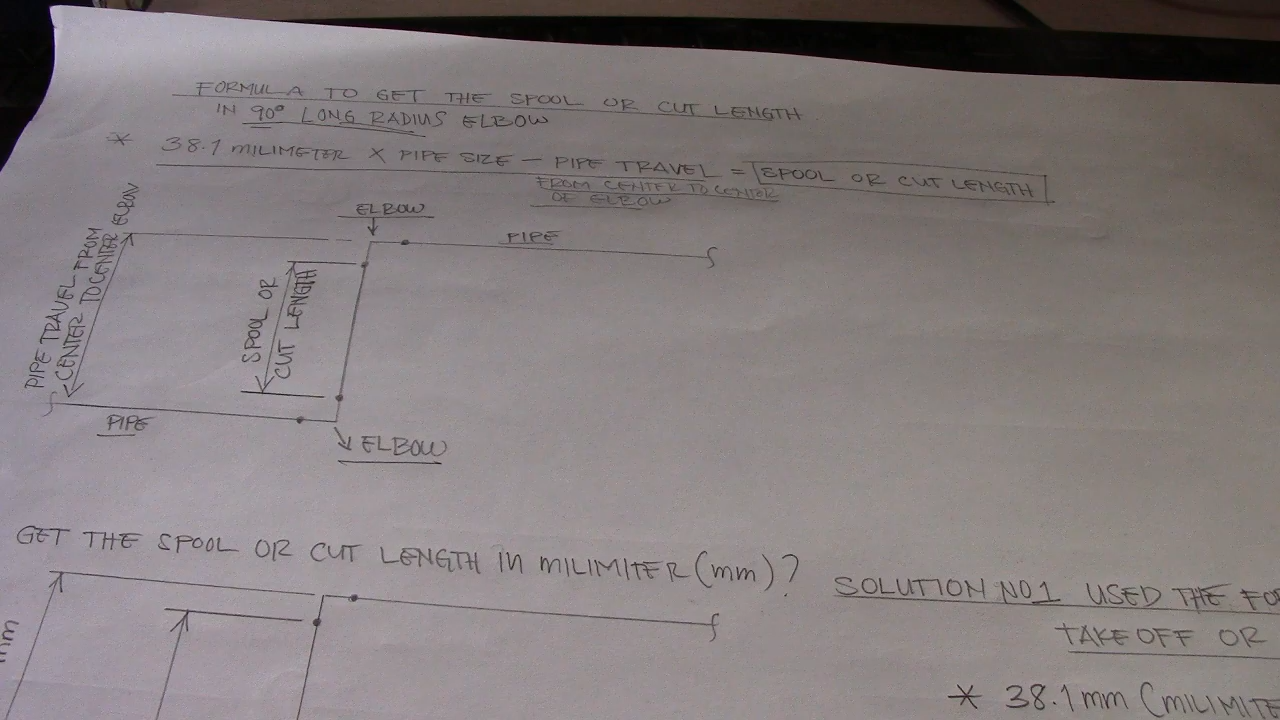 FORMULA TO GET THE SPOOL OR CUT LENGTH
IN 90° LONG RADIUS ELBOW
* 38.1 MILIMETER X PIPE SIZE - PIPE TRAVEL = SPOOL OR CUT LENGTH
FROM CENTER TO CENTER
OF ELBOW
ELBOW
PIPE
PIPE TRAVEL FROM
CENTER TO CENTER ELBOW
SPOOL OR
CUT LENGTH
PIPE
ELBOW
GET THE SPOOL OR CUT LENGTH IN MILIMITER (mm)?
SOLUTION NO1 USED THE FO
TAKE OFF OR
mm
* 38.1mm (MILIMITE